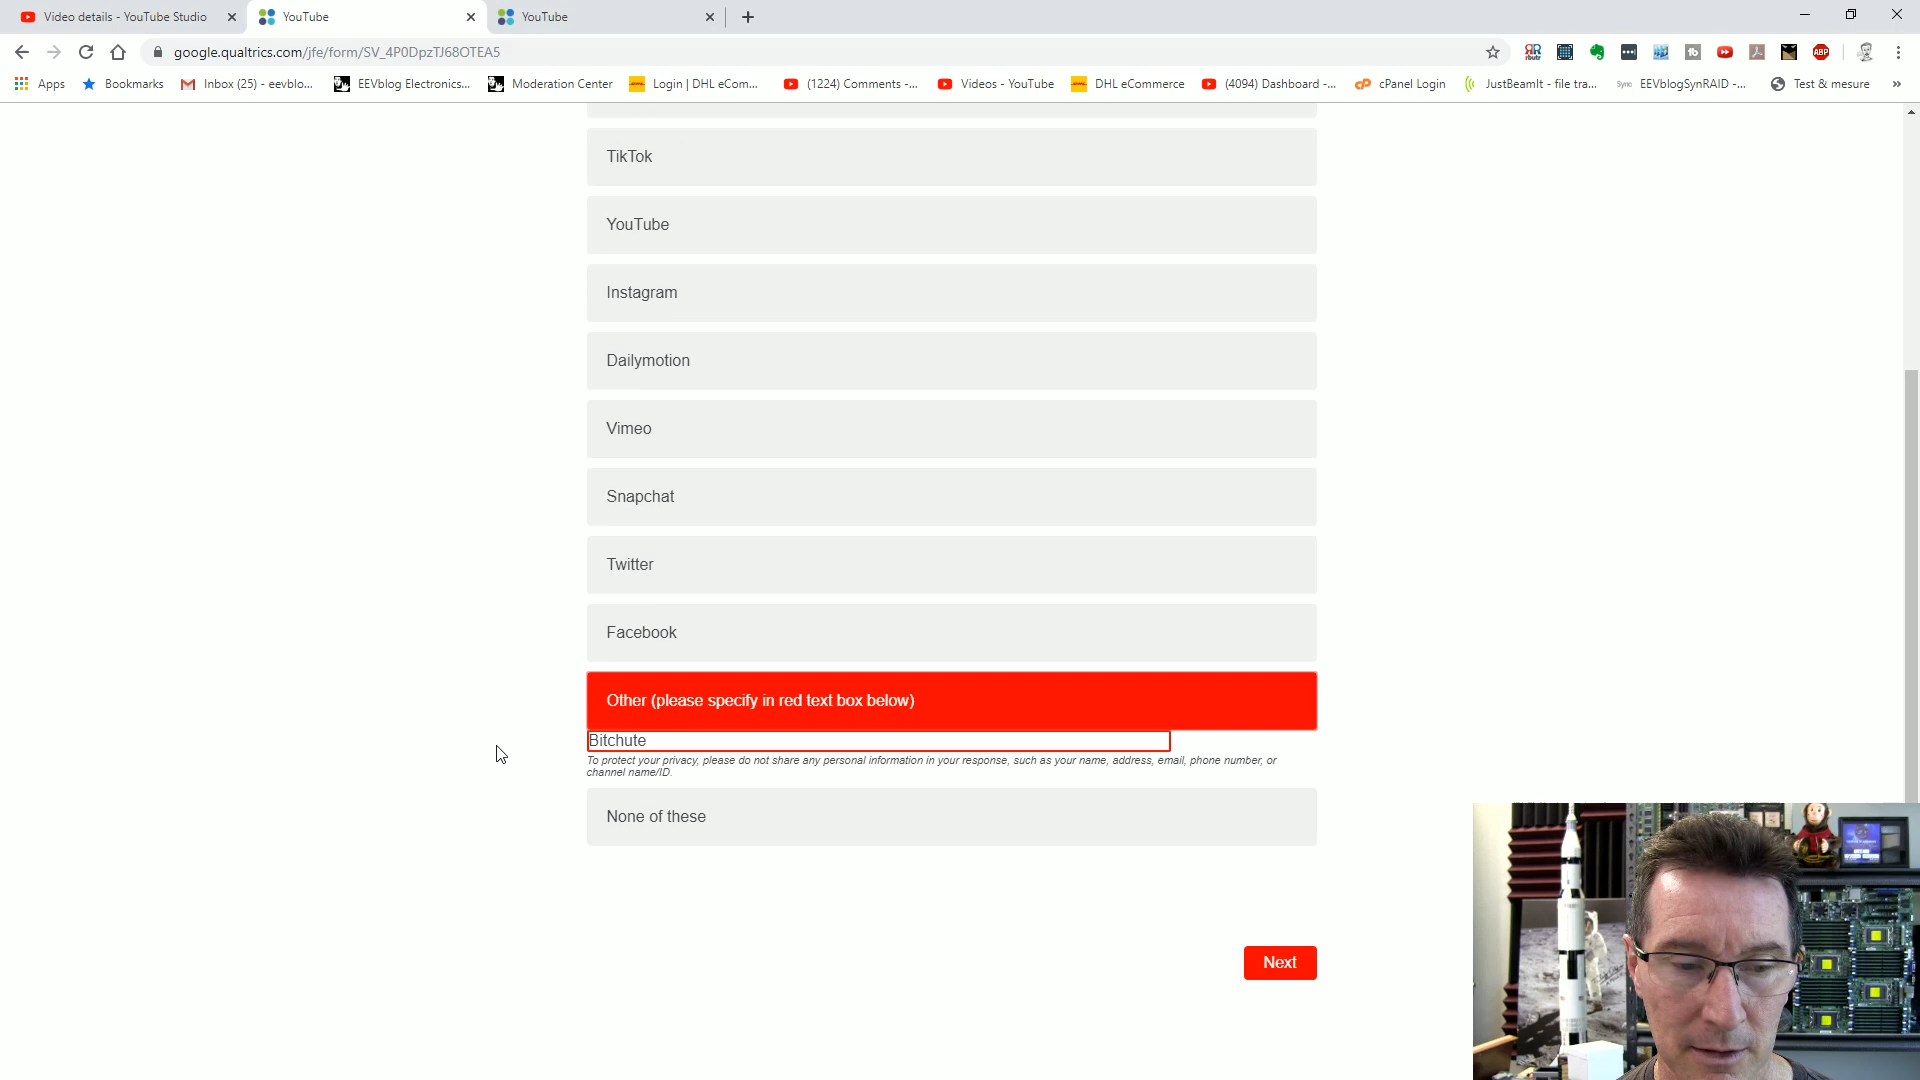 Video details - YouTube Studio
YouTube
YouTube
google.qualtrics.com/jfe/form/SV_4P0DpzTJ68OTEA5
Apps
Bookmarks
Inbox (25) - eevblo...
EEVblog Electronics...
Moderation Center
Login | DHL eCom...
(1224) Comments -...
Videos - YouTube
DHL eCommerce
(4094) Dashboard -...
cPanel Login
JustBeamIt - file tra...
EEVblogSynRAID -...
Test & mesure
TikTok
YouTube
Instagram
Dailymotion
Vimeo
Snapchat
Twitter
Facebook
Other (please specify in red text box below)
Bitchute
To protect your privacy, please do not share any personal information in your response, such as your name, address, email, phone number, or
channel name/ID.
None of these
Next